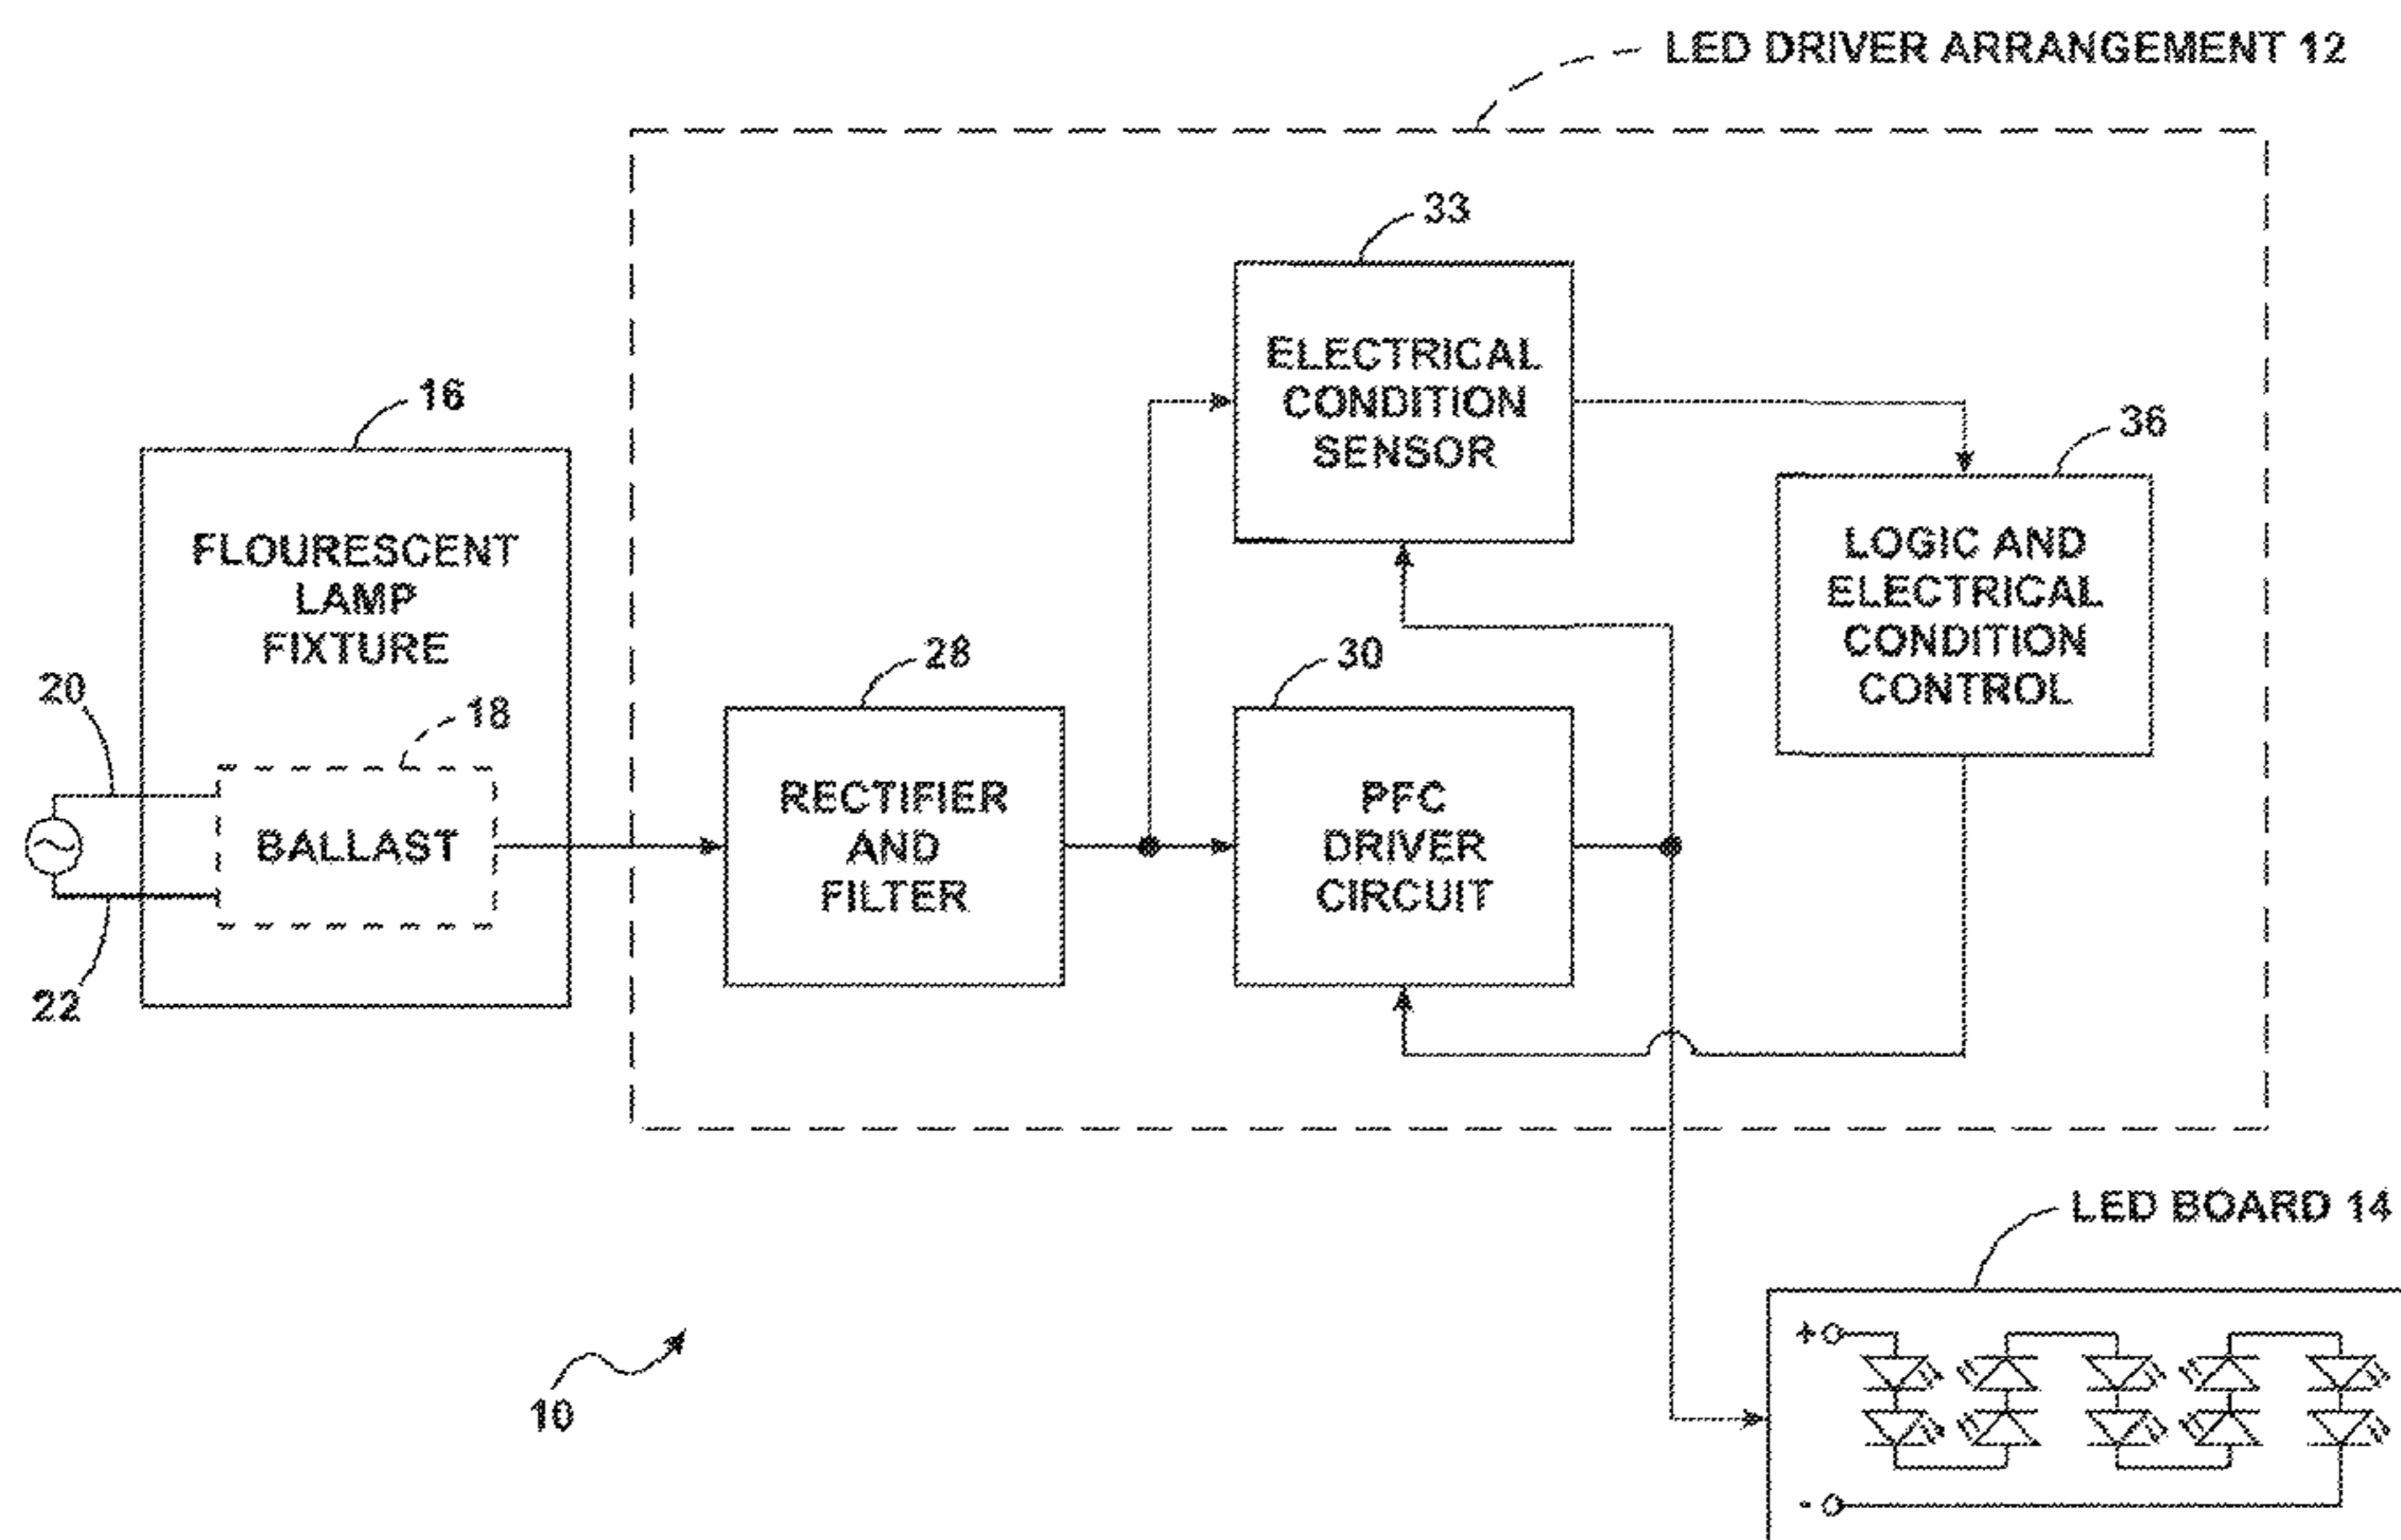 LED DRIVER ARRANGEMENT 12
33
ELECTRICAL
CONDITION
SENSOR
36
LOGIC AND
ELECTRICAL
CONDITION
CONTROL
16
FLOURESCENT
LAMP
FIXTURE
20
18
BALLAST
22
28
RECTIFIER
AND
FILTER
30
PFC
DRIVER
CIRCUIT
LED BOARD 14
+
-
10